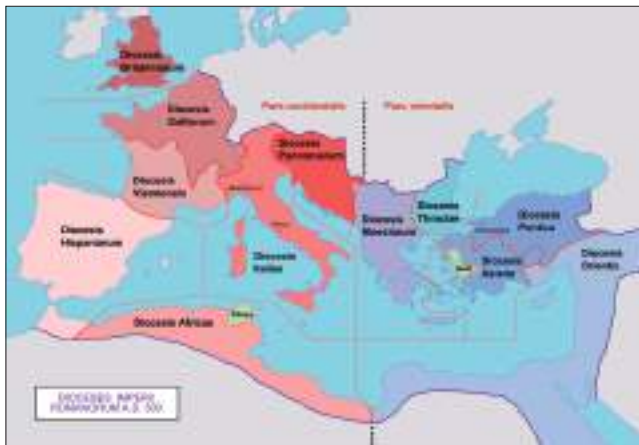 Dioecesis
Britanniarum
Dioecesis
Galliarum
Pars occidentalis
Pars orientalis
Dioecesis
Pannoniarum
Dioecesis
Viennensis
Dioecesis
Hispaniarum
Dioecesis
Italiae
Dioecesis
Moesiarum
Dioecesis
Thraciae
Dioecesis
Pontica
Dioecesis
Asiana
Dioecesis
Orientis
Dioecesis Africae
DIOECESES IMPERII
ROMANORUM A.D. 300